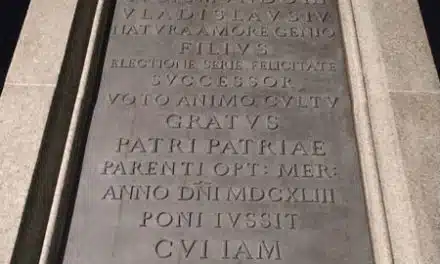 VLADISLAVS IV
NATVRA AMORE GENIO
FILIVS
ELECTIONE SERIE FELICITATE
SVCCESSOR
VOTO ANIMO CVLTV
GRATVS
PATRI PATRIAE
PARENTI OPT: MER:
ANNO DNI MDCXLIII
PONI IVSSIT
CVI IAM